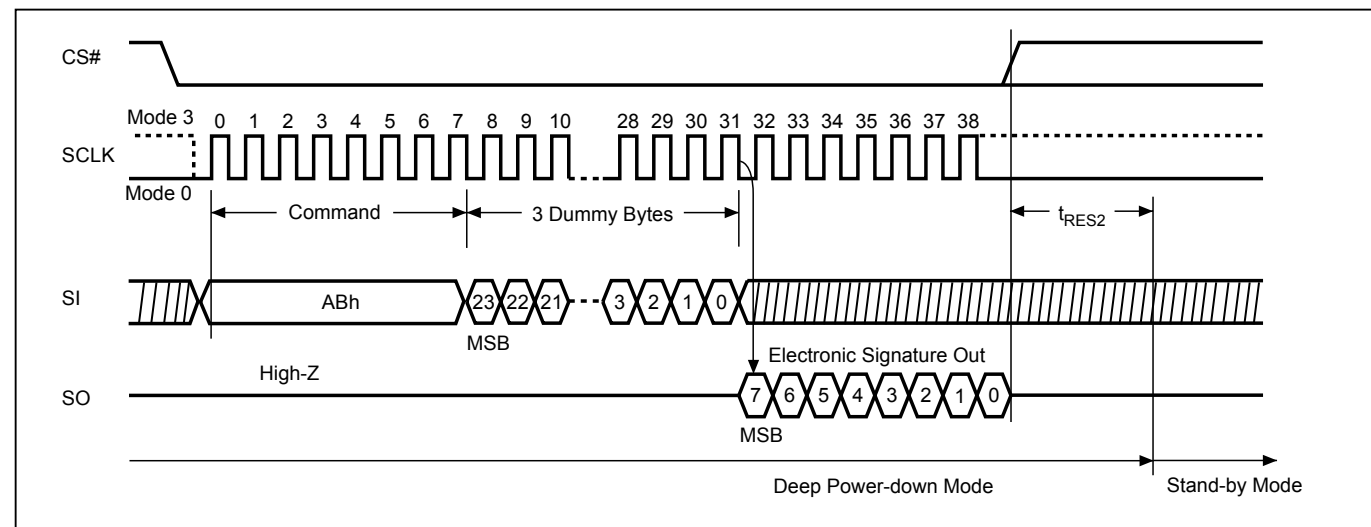 CS#
Mode 3
0 1 2 3 4 5 6 7 8 9 10 28 29 30 31 32 33 34 35 36 37 38
SCLK
Mode 0
Command 3 Dummy Bytes tRES2
SI ABh 23 22 21 3 2 1 0
MSB
Electronic Signature Out
High-Z
SO 7 6 5 4 3 2 1 0
MSB
Deep Power-down Mode Stand-by Mode